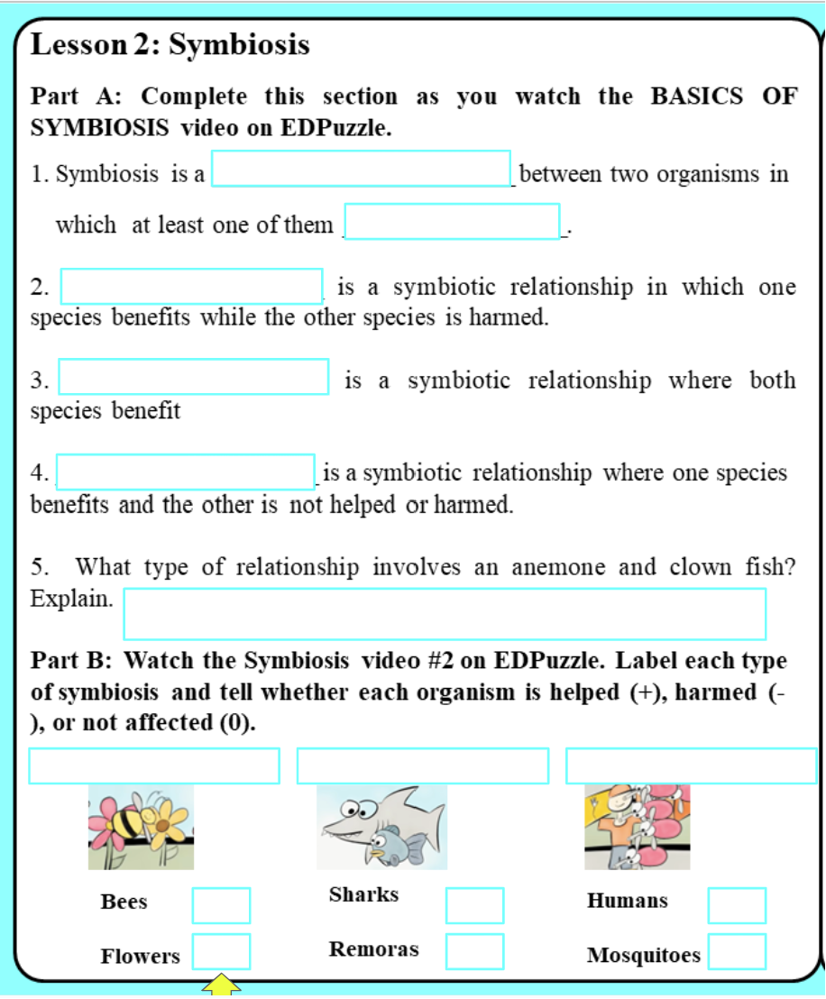 Lesson 2: Symbiosis
Part A: Complete this section as you watch the BASICS OF
SYMBIOSIS video on EDPuzzle.
1. Symbiosis is a _ between two organisms in
which at least one of them _.
2. is a symbiotic relationship in which one
species benefits while the other species is harmed.
3. is a symbiotic relationship where both
species benefit
4. _ is a symbiotic relationship where one species
benefits and the other is not helped or harmed.
5. What type of relationship involves an anemone and clown fish?
Explain.
Part B: Watch the Symbiosis video #2 on EDPuzzle. Label each type
of symbiosis and tell whether each organism is helped (+), harmed (-
), or not affected (0).
Bees
Sharks
Humans
Flowers
Remoras
Mosquitoes